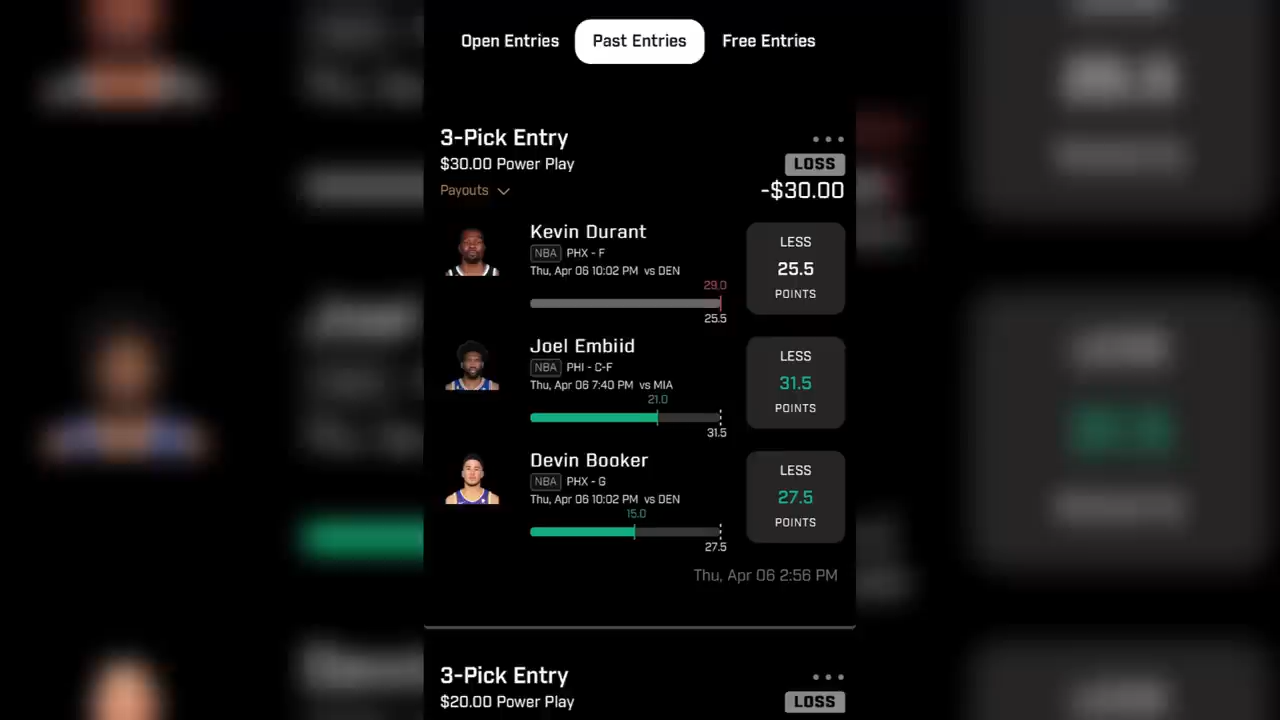 Open Entries Past Entries Free Entries
3-Pick Entry
$30.00 Power Play LOSS
Payouts -$30.00
Kevin Durant
NBA PHX - F
Thu, Apr 06 10:02 PM vs DEN
29.0
25.5
LESS
25.5
POINTS
Joel Embiid
NBA PHI - C-F
Thu, Apr 06 7:40 PM vs MIA
21.0
31.5
LESS
31.5
POINTS
Devin Booker
NBA PHX - G
Thu, Apr 06 10:02 PM vs DEN
15.0
27.5
LESS
27.5
POINTS
Thu, Apr 06 2:56 PM
3-Pick Entry
$20.00 Power Play LOSS